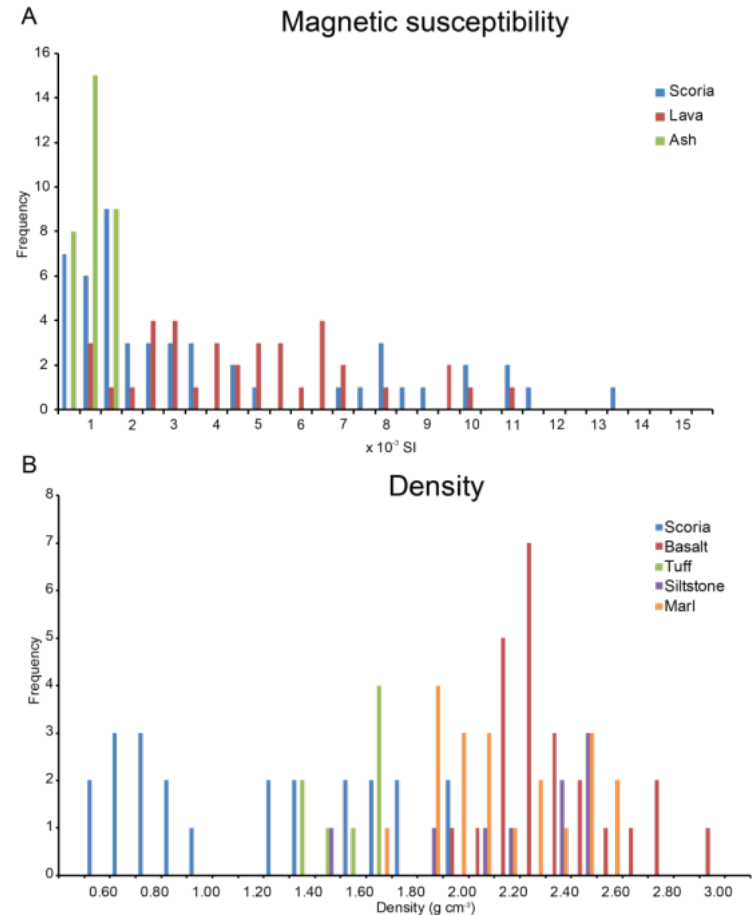 A
Magnetic susceptibility
16
14
12
10
8
6
4
2
0
Frequency
Scoria
Lava
Ash
1 2 3 4 5 6 7 8 9 10 11 12 13 14 15
x 10⁻³ SI
B
Density
8
7
6
5
4
3
2
1
0
Frequency
Scoria
Basalt
Tuff
Siltstone
Marl
0.60 0.80 1.00 1.20 1.40 1.60 1.80 2.00 2.20 2.40 2.60 2.80 3.00
Density (g cm⁻³)